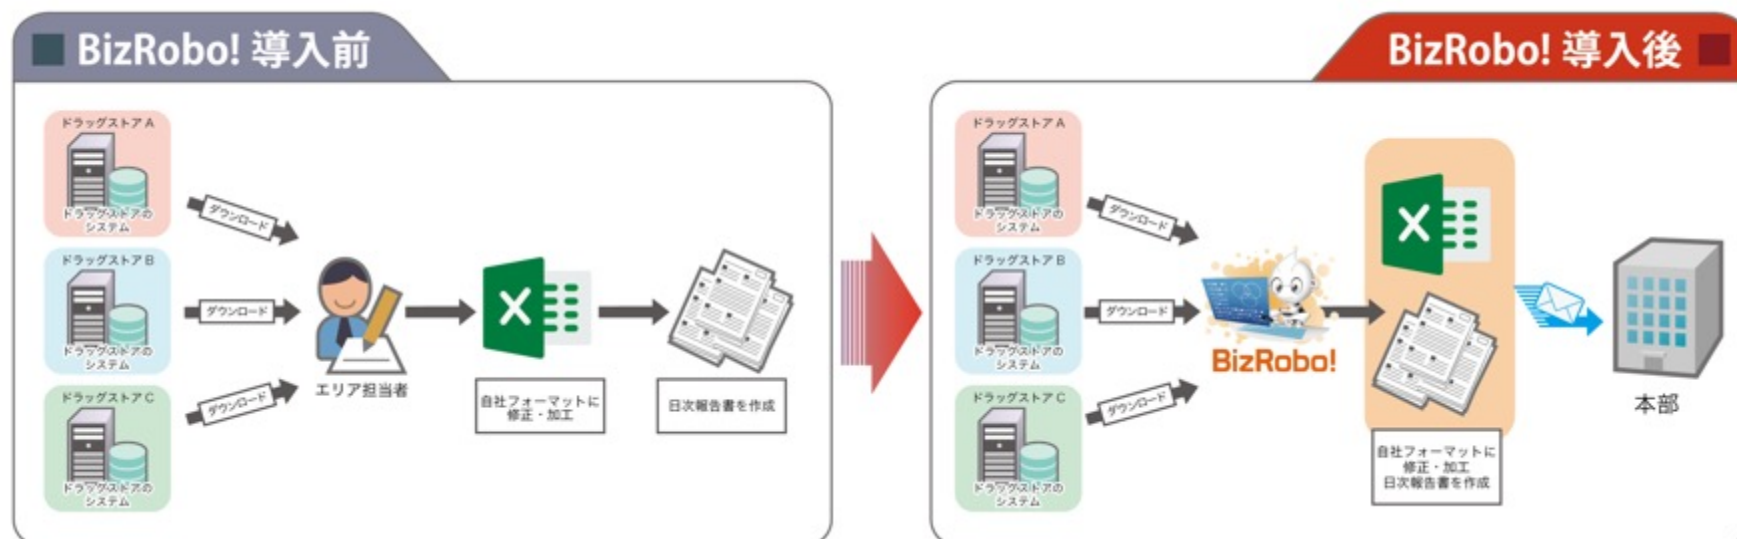 BizRobo! 導入前
ドラッグストアA
ドラッグストアの
システム
ダウンロード
ドラッグストアB
ドラッグストアの
システム
ダウンロード
ドラッグストアC
ドラッグストアの
システム
ダウンロード
エリア担当者
X
自社フォーマットに
修正・加工
日次報告書を作成
BizRobo! 導入後
ドラッグストアA
ドラッグストアの
システム
ダウンロード
ドラッグストアB
ドラッグストアの
システム
ダウンロード
ドラッグストアC
ドラッグストアの
システム
ダウンロード
BizRobo!
X
自社フォーマットに
修正・加工
日次報告書を作成
本部